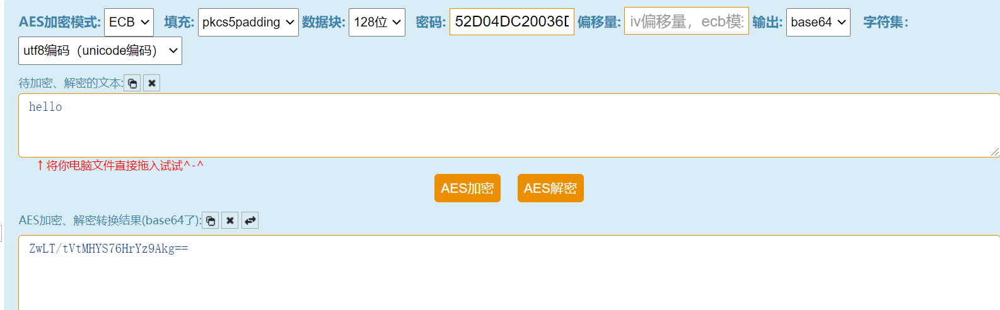 AES加密模式: ECB 填充: pkcs5padding 数据块: 128位 密码: 52D04DC20036D 偏移量: iv偏移量，ecb模 输出: base64 字符集:
utf8编码（unicode编码）
待加密、解密的文本:
hello
↑将你电脑文件直接拖入试试^-^
AES加密 AES解密
AES加密、解密转换结果(base64了):
ZwLT/tVtMHYS76HrYz9Akg==